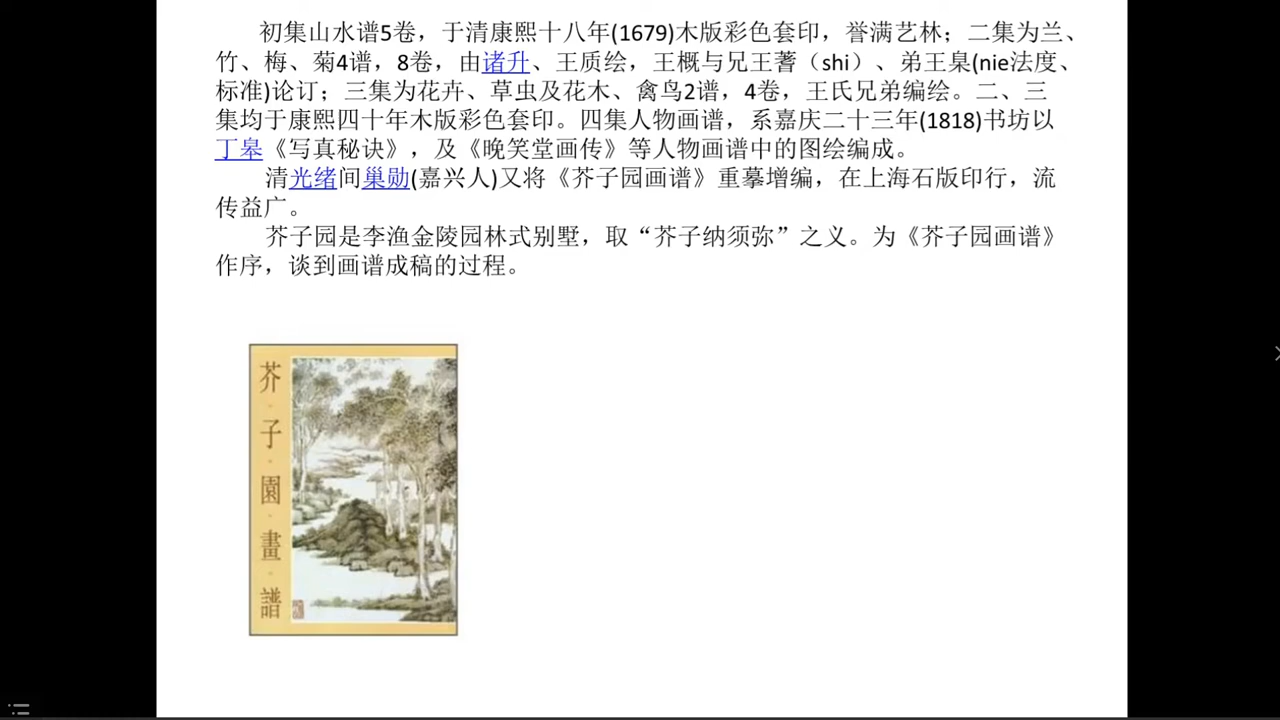 初集山水谱5卷，于清康熙十八年(1679)木版彩色套印，誉满艺林；二集为兰、
竹、梅、菊4谱，8卷，由诸升、王质绘，王概与兄王蓍（shi）、弟王臬(nie法度、
标准)论订；三集为花卉、草虫及花木、禽鸟2谱，4卷，王氏兄弟编绘。二、三
集均于康熙四十年木版彩色套印。四集人物画谱，系嘉庆二十三年(1818)书坊以
丁皋《写真秘诀》，及《晚笑堂画传》等人物画谱中的图绘编成。
清光绪间巢勋(嘉兴人)又将《芥子园画谱》重摹增编，在上海石版印行，流
传益广。
芥子园是李渔金陵园林式别墅，取“芥子纳须弥”之义。为《芥子园画谱》
作序，谈到画谱成稿的过程。
芥·子·園·畫·譜